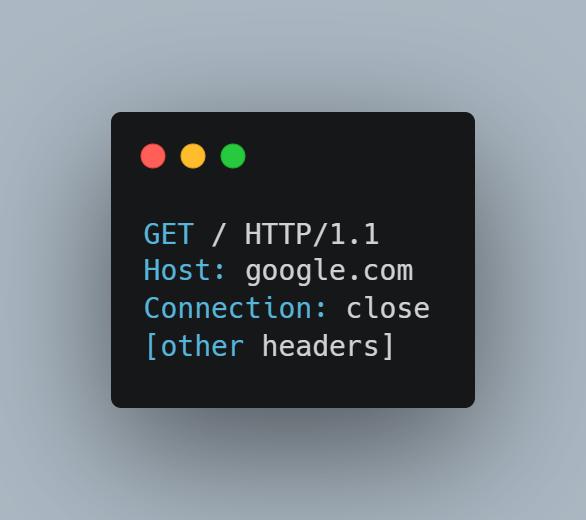 GET / HTTP/1.1
Host: google.com
Connection: close
[other headers]